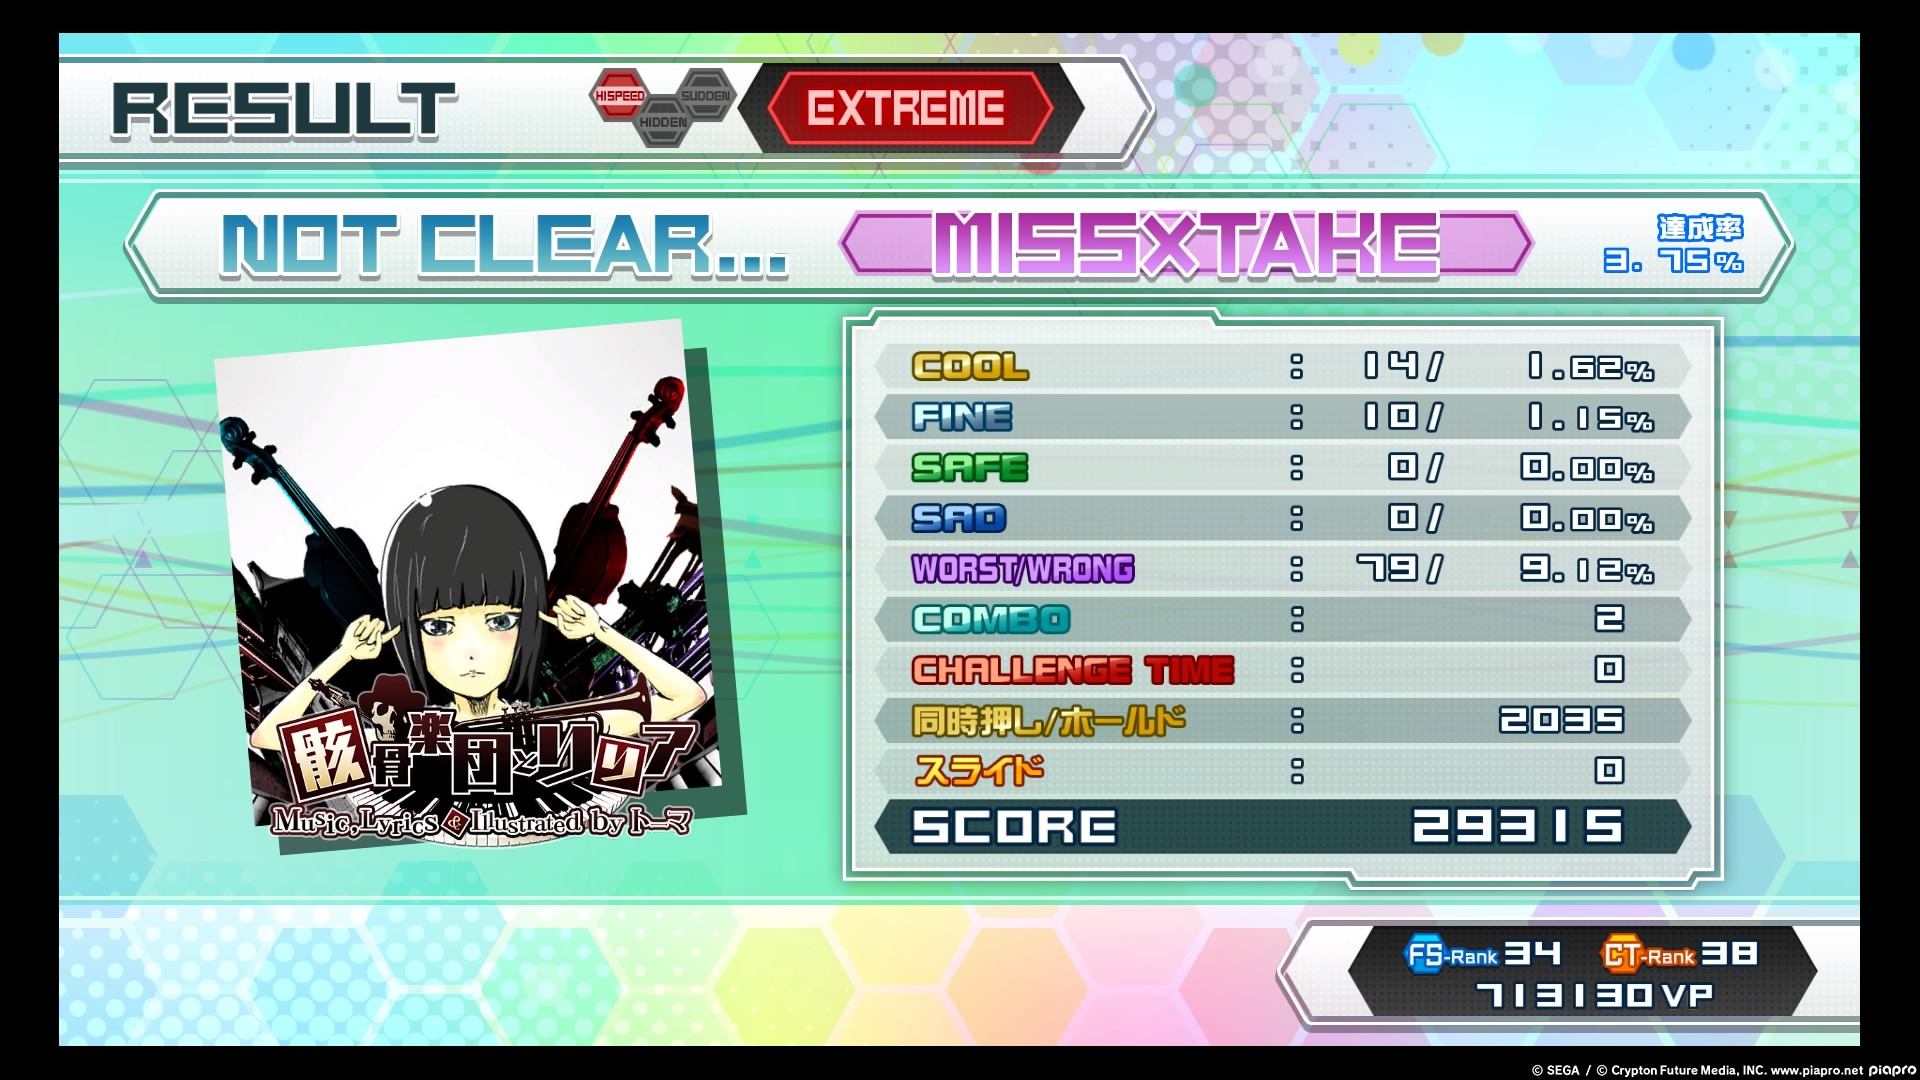 RESULT
HISPEED
HIDDEN
SUDDEN
EXTREME
NOT CLEAR...
MISS×TAKE
達成率
3.75%
COOL : 14/ 1.62%
FINE : 10/ 1.15%
SAFE : 0/ 0.00%
SAD : 0/ 0.00%
WORST/WRONG : 79/ 9.12%
COMBO : 2
CHALLENGE TIME : 0
同時押し/ホールド : 2035
スライド : 0
SCORE 29315
骸骨楽団とリリア
Music, Lyrics & Illustrated by トーマ
FS-Rank 34 CT-Rank 38
713130VP
© SEGA / © Crypton Future Media, INC. www.piapro.net piapro